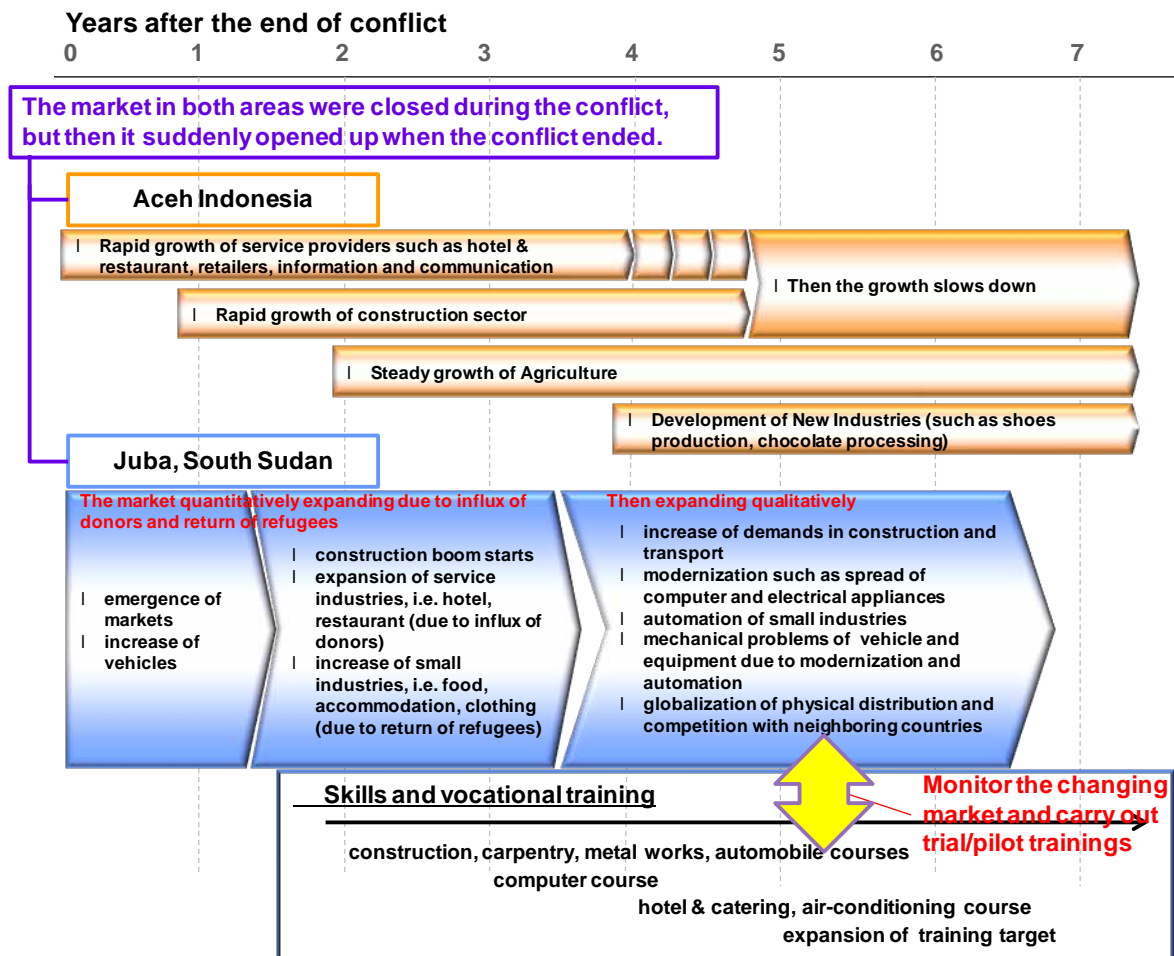 Years after the end of conflict
0 1 2 3 4 5 6 7
The market in both areas were closed during the conflict,
but then it suddenly opened up when the conflict ended.
Aceh Indonesia
l Rapid growth of service providers such as hotel &
restaurant, retailers, information and communication
l Then the growth slows down
l Rapid growth of construction sector
l Steady growth of Agriculture
l Development of New Industries (such as shoes
production, chocolate processing)
Juba, South Sudan
The market quantitatively expanding due to influx of
donors and return of refugees
l emergence of
markets
l increase of
vehicles
l construction boom starts
l expansion of service
industries, i.e. hotel,
restaurant (due to influx of
donors)
l increase of small
industries, i.e. food,
accommodation, clothing
(due to return of refugees)
Then expanding qualitatively
l increase of demands in construction and
transport
l modernization such as spread of
computer and electrical appliances
l automation of small industries
l mechanical problems of vehicle and
equipment due to modernization and
automation
l globalization of physical distribution and
competition with neighboring countries
Skills and vocational training
Monitor the changing
market and carry out
trial/pilot trainings
construction, carpentry, metal works, automobile courses
computer course
hotel & catering, air-conditioning course
expansion of training target